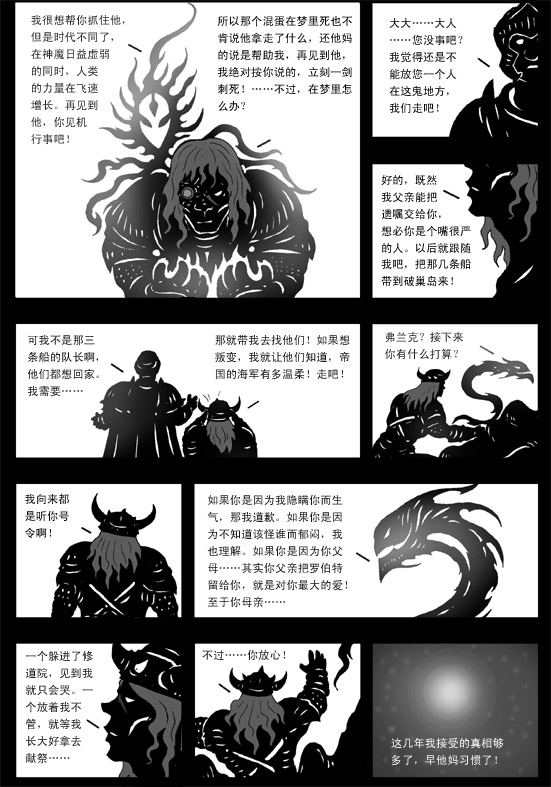 我很想帮你抓住他，
但是时代不同了，
在神魔日益虚弱
的同时，人类
的力量在飞速
增长。再见到
他，你见机
行事吧！
所以那个混蛋在梦里死也不
肯说他拿走了什么，还他妈
的说是帮助我，再见到他，
我绝对接你说的，立刻一剑
刺死！……不过，在梦里怎
么办？
大大……大人
……您没事吧？
我觉得还是不
能放您一个人
在这鬼地方，
我们走吧！
好的，既然
我父亲能把
遗嘱交给你，
想必你是个嘴很严
的人。以后就跟随
我吧，把那几条船
带到破巢岛来！
可我不是那三
条船的队长啊，
他们都想回家。
我需要……
那就带我去找他们！如果想
叛变，我就让他们知道，帝
国的海军有多温柔！走吧！
弗兰克？接下来
你有什么打算？
我向来都
是听你号
令啊！
如果你是因为我隐瞒你而生
气，那我道歉。如果你是因
为不知道该怪谁而郁闷，我
也理解。如果你是因为你父
母……其实你父亲把罗伯特
留给你，就是对你最大的爱！
至于你母亲……
一个躲进了修
道院，见到我
就只会哭。一
个放着我不
管，就等我
长大好拿去
献祭……
不过……你放心！
这几年我接受的真相够
多了，早他妈习惯了！